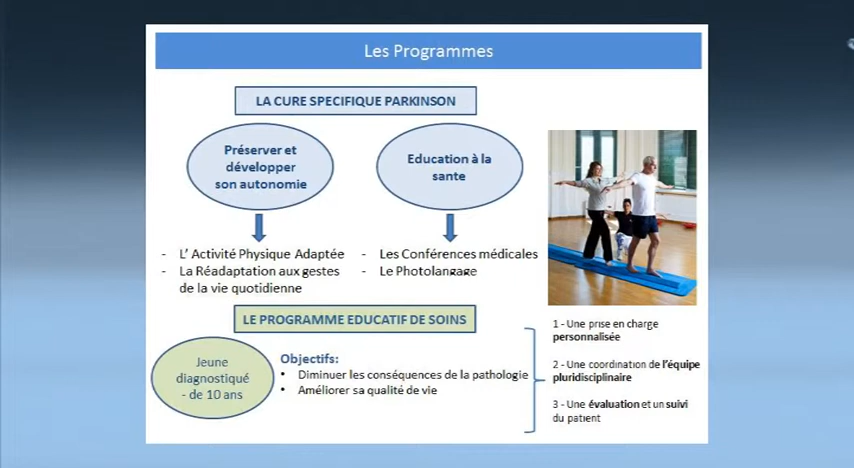 Les Programmes
LA CURE SPECIFIQUE PARKINSON
Préserver et
développer
son autonomie
Education à la
sante
- L' Activité Physique Adaptée
- La Réadaptation aux gestes
de la vie quotidienne
- Les Conférences médicales
- Le Photolangage
LE PROGRAMME EDUCATIF DE SOINS
Jeune
diagnostiqué
- de 10 ans
Objectifs:
• Diminuer les conséquences de la pathologie
• Améliorer sa qualité de vie
1 - Une prise en charge
personnalisée
2 - Une coordination de l'équipe
pluridisciplinaire
3 - Une évaluation et un suivi
du patient